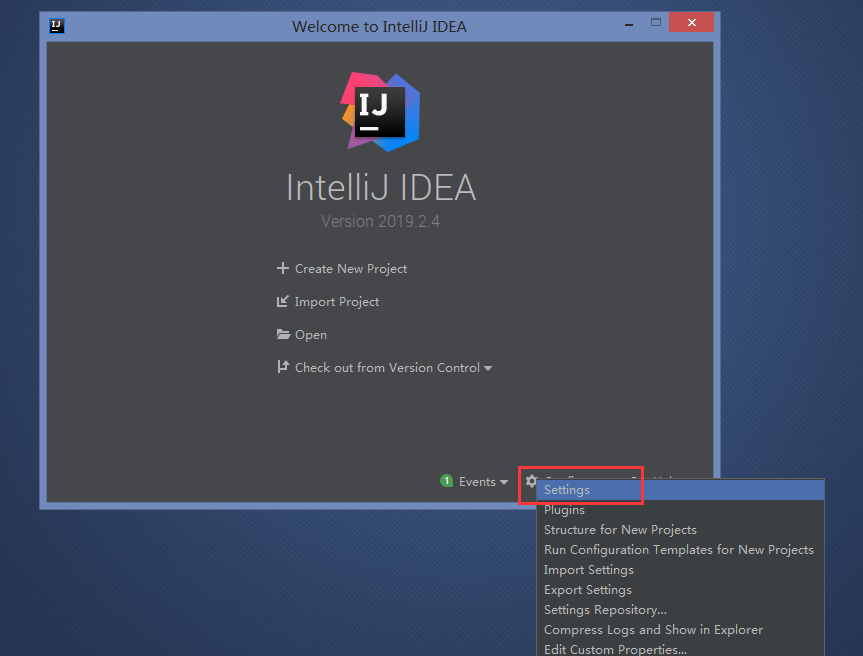 IJ
Welcome to IntelliJ IDEA
IJ
IntelliJ IDEA
Version 2019.2.4
Create New Project
Import Project
Open
Check out from Version Control
1 Events
Settings
Plugins
Structure for New Projects
Run Configuration Templates for New Projects
Import Settings
Export Settings
Settings Repository...
Compress Logs and Show in Explorer
Edit Custom Properties...